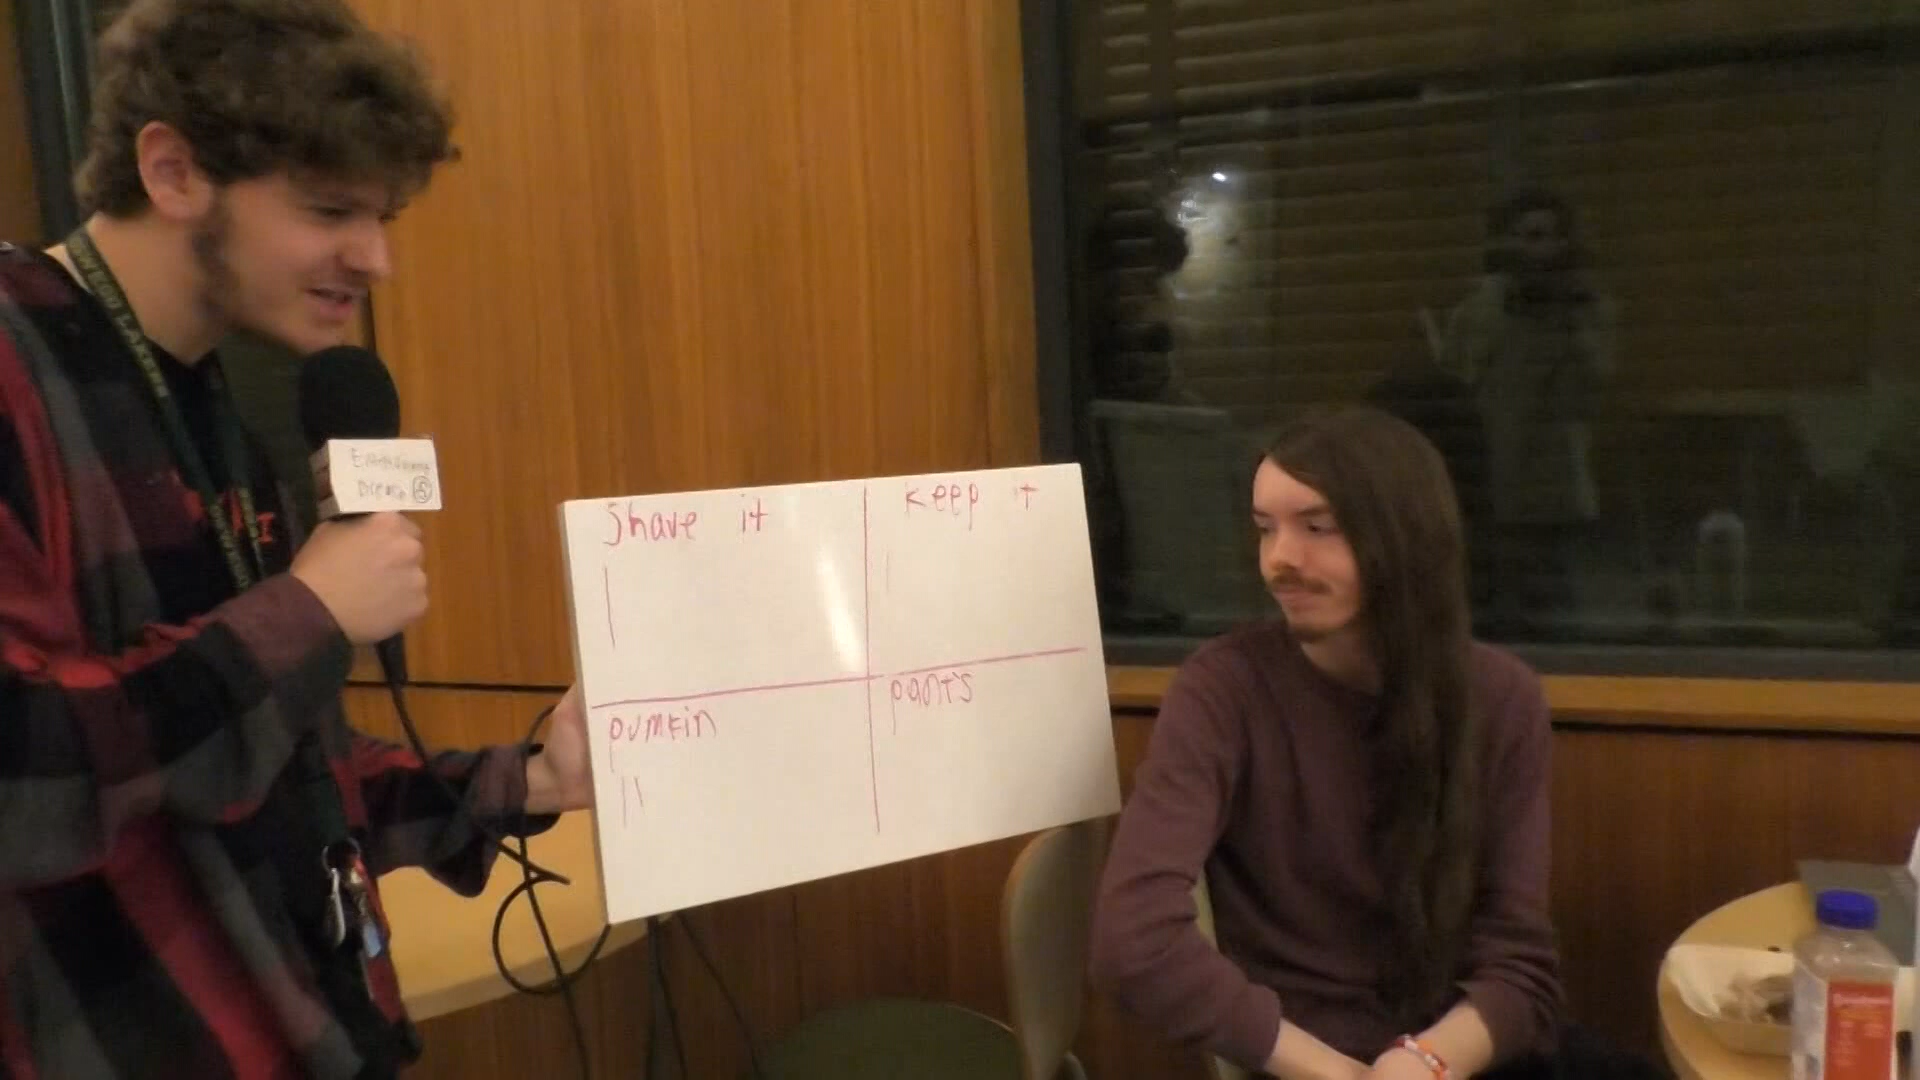 Shave it
keep it
pumkin
pants